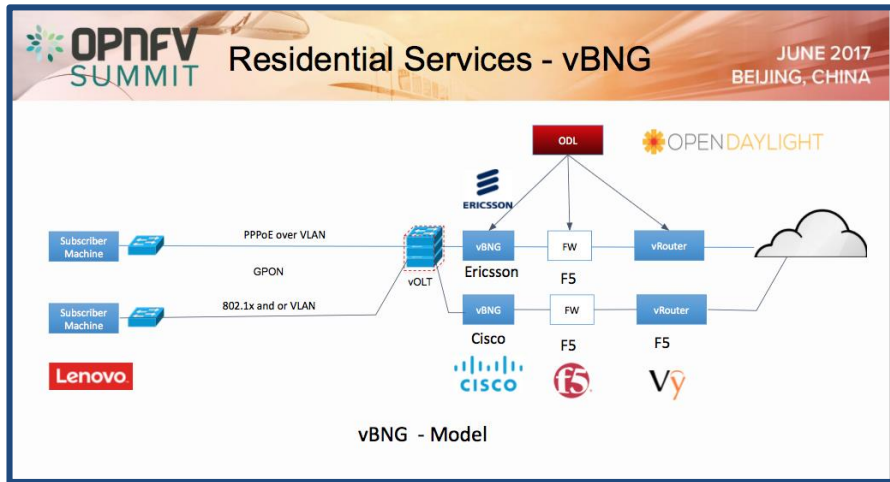 OPNFV
SUMMIT
Residential Services - vBNG
JUNE 2017
BEIJING, CHINA
ODL
OPENDAYLIGHT
ERICSSON
Subscriber
Machine
PPPoE over VLAN
vBNG
FW
vRouter
Ericsson
F5
GPON
vOLT
Subscriber
Machine
802.1x and or VLAN
vBNG
FW
vRouter
Cisco
F5
F5
Lenovo
CISCO
f5
Vy
vBNG - Model